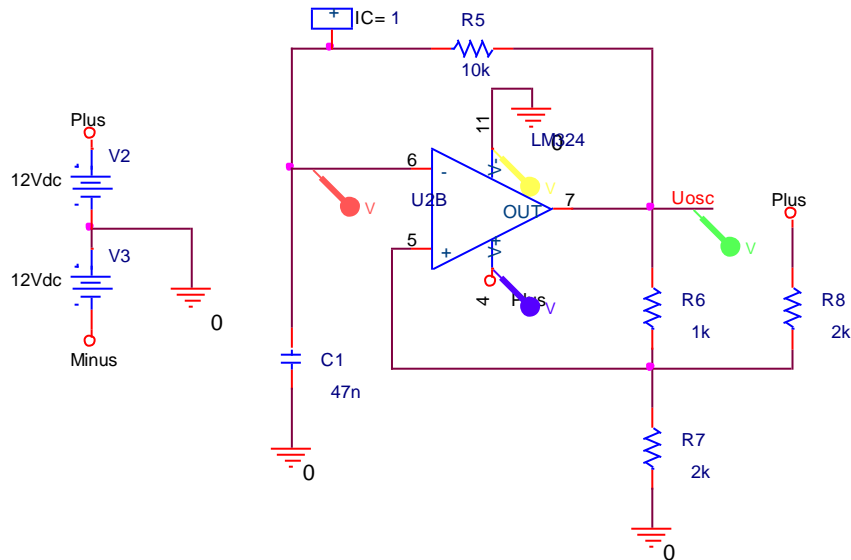 +
IC= 1
R5
10k
Plus
V2
12Vdc
V3
12Vdc
0
Minus
11
0
LM324
V-
V
6
-
U2B
OUT
7
Uosc
V
V
5
+
V+
4
Plus
V
Plus
R6
1k
R8
2k
C1
47n
0
R7
2k
0